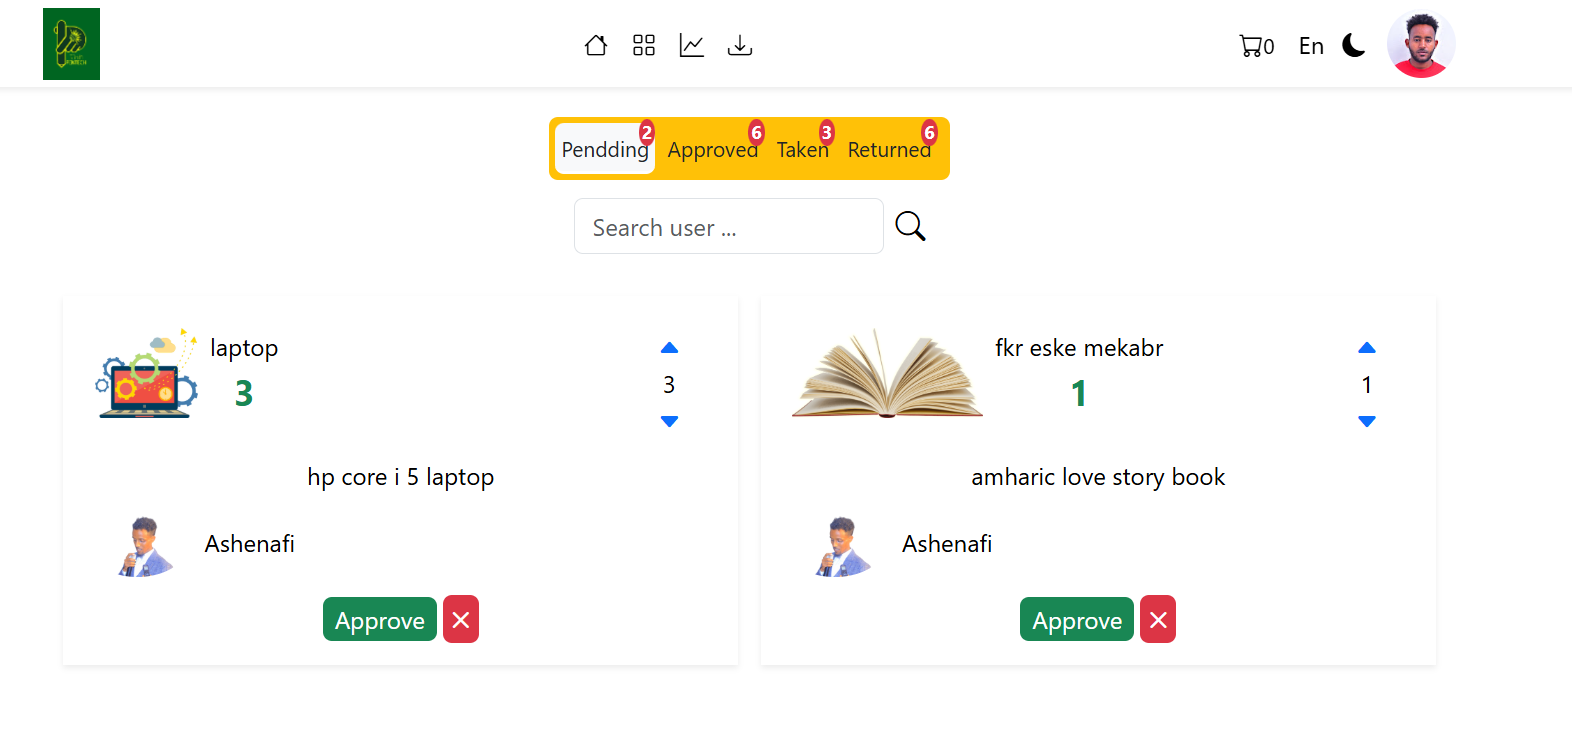 0 En
2 6 3 6
Pendding Approved Taken Returned
Search user ...
laptop
3
3
hp core i 5 laptop
Ashenafi
Approve
fkr eske mekabr
1
1
amharic love story book
Ashenafi
Approve